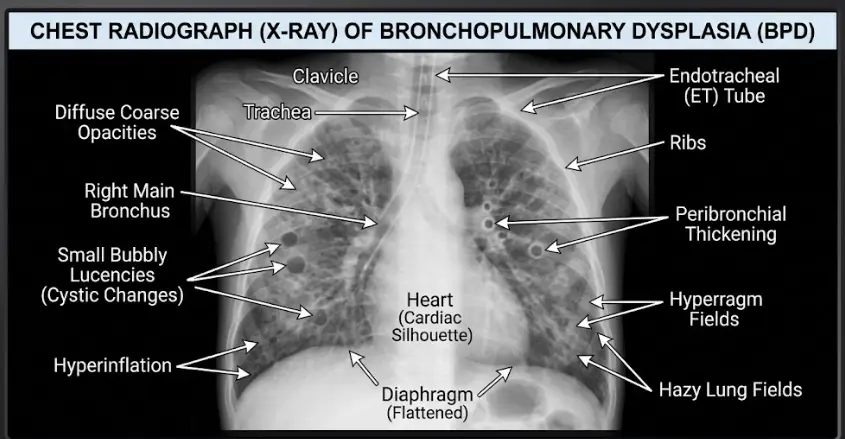 CHEST RADIOGRAPH (X-RAY) OF BRONCHOPULMONARY DYSPLASIA (BPD)
Clavicle
Trachea
Diffuse Coarse
Opacities
Right Main
Bronchus
Small Bubbly
Lucencies
(Cystic Changes)
Hyperinflation
Heart
(Cardiac
Silhouette)
Diaphragm
(Flattened)
Endotracheal
(ET) Tube
Ribs
Peribronchial
Thickening
Hyperragm
Fields
Hazy Lung Fields